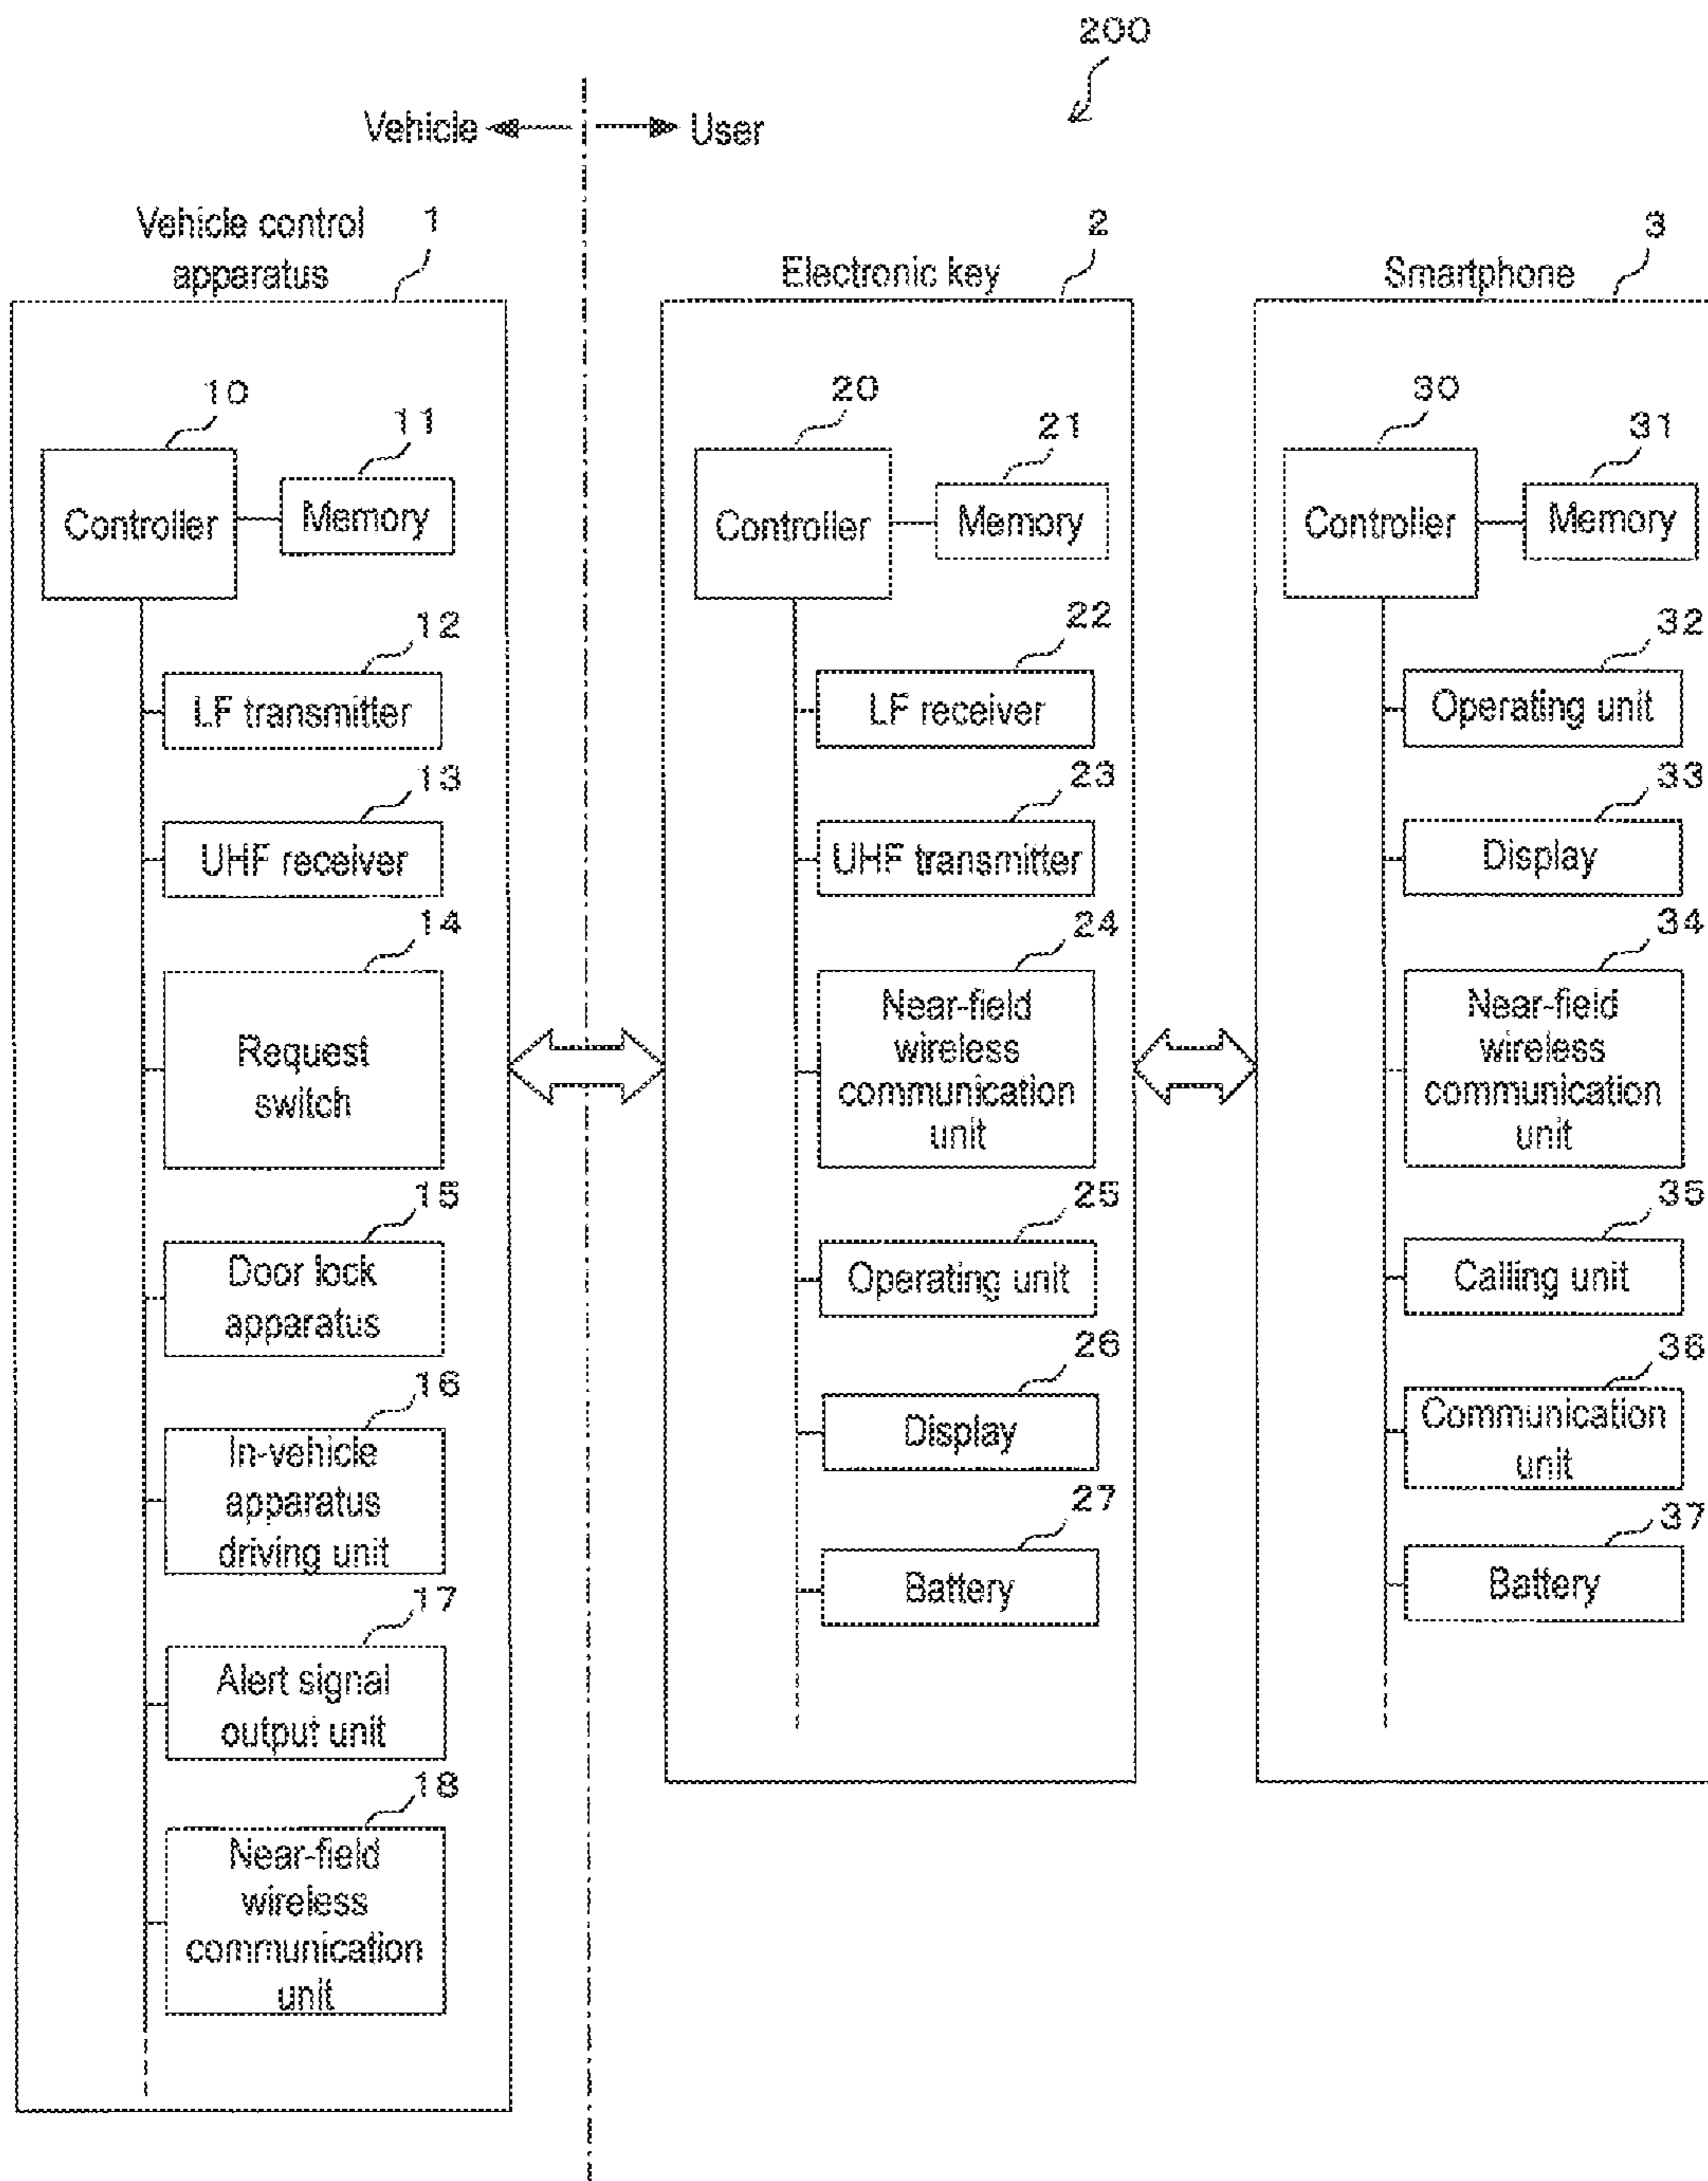 200
Vehicle
User
Vehicle control
apparatus
1
10
Controller
11
Memory
12
LF transmitter
13
UHF receiver
14
Request
switch
15
Door lock
apparatus
16
In-vehicle
apparatus
driving unit
17
Alert signal
output unit
18
Near-field
wireless
communication
unit
Electronic key
2
20
Controller
21
Memory
22
LF receiver
23
UHF transmitter
24
Near-field
wireless
communication
unit
25
Operating unit
26
Display
27
Battery
Smartphone
3
30
Controller
31
Memory
32
Operating unit
33
Display
34
Near-field
wireless
communication
unit
35
Calling unit
36
Communication
unit
37
Battery